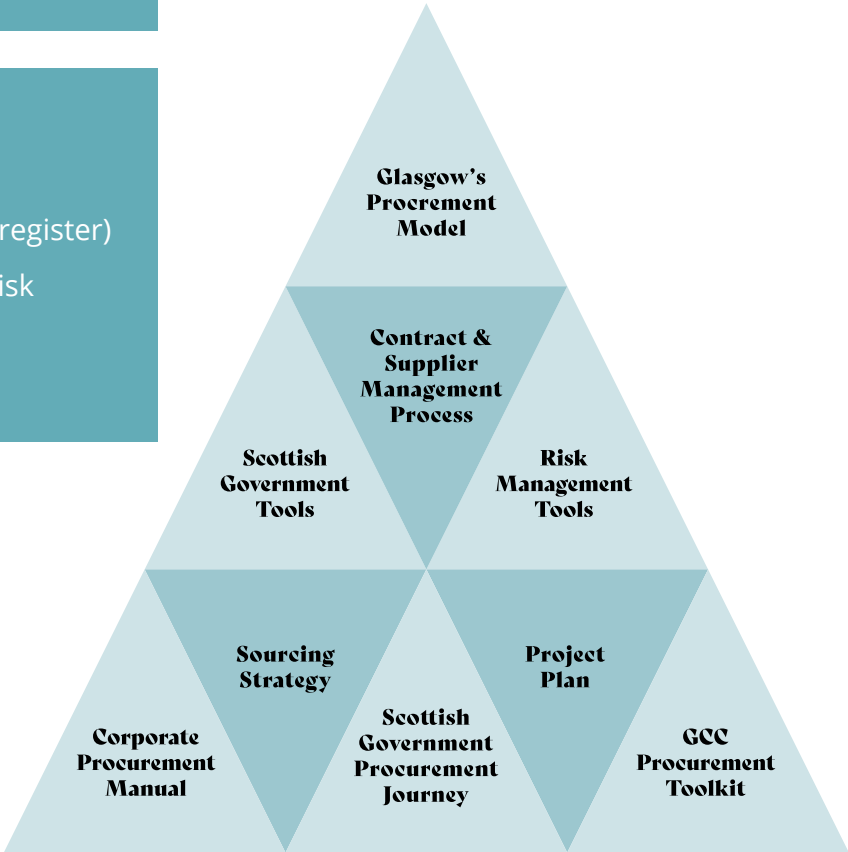 register)
isk
Glasgow's
Procrement
Model
Contract &
Supplier
Management
Process
Scottish
Government
Tools
Risk
Management
Tools
Sourcing
Strategy
Project
Plan
Corporate
Procurement
Manual
Scottish
Government
Procurement
Journey
GCC
Procurement
Toolkit